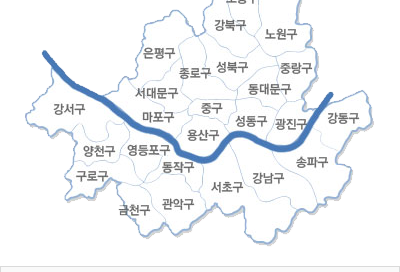 도봉구
강북구
노원구
은평구
성북구
중랑구
종로구
동대문구
서대문구
중구
강서구
마포구
성동구
광진구
강동구
용산구
양천구
영등포구
동작구
송파구
구로구
강남구
서초구
금천구
관악구